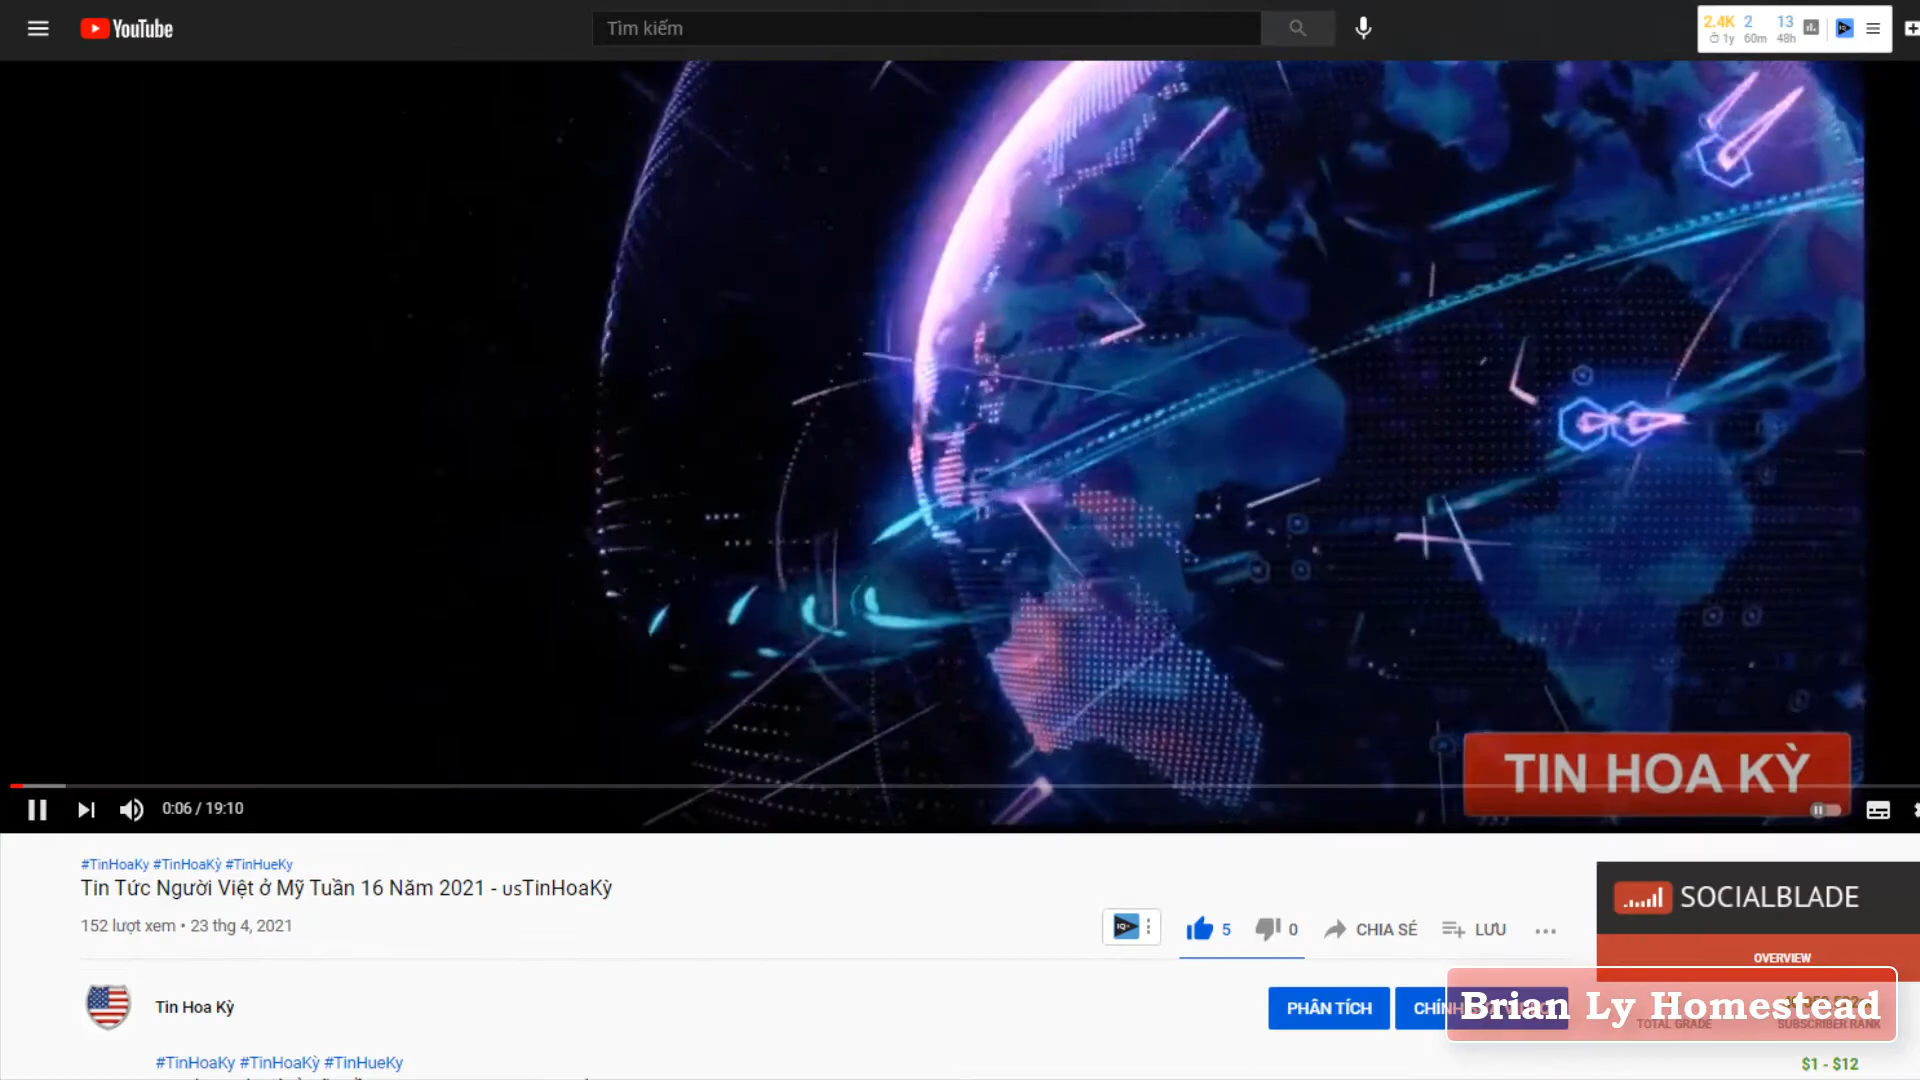 YouTube
Tìm kiếm
2.4K 2 13
1y 60m 48h
TIN HOA KỲ
0:06 / 19:10
#TinHoaKy #TinHoaKỳ #TinHueKy
Tin Tức Người Việt ở Mỹ Tuần 16 Năm 2021 - usTinHoaKỳ
152 lượt xem • 23 thg 4, 2021
IQ
5
0
CHIA SẺ
LƯU
SOCIALBLADE
OVERVIEW
Tin Hoa Kỳ
PHÂN TÍCH
Brian Ly Homestead
TOTAL GRADE
SUBSCRIBER RANK
#TinHoaKy #TinHoaKỳ #TinHueKy
$1 - $12